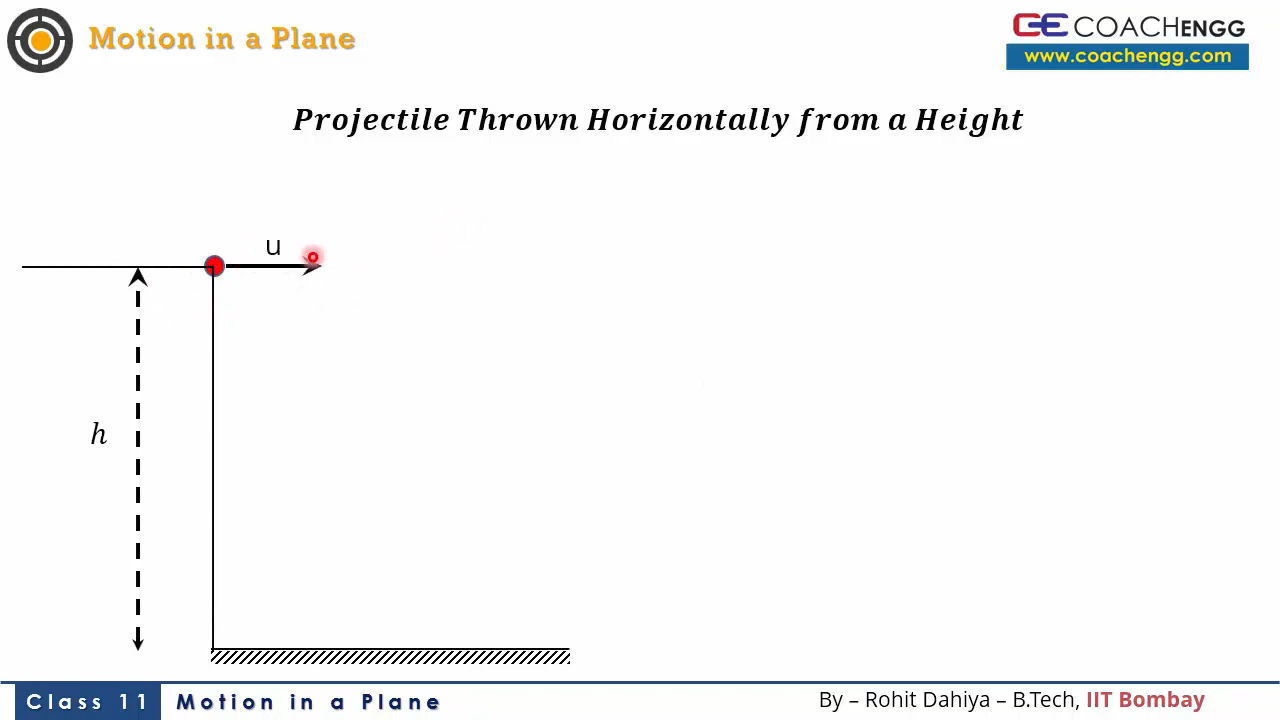 Motion in a Plane
CE COACHENGG
www.coachengg.com
Projectile Thrown Horizontally from a Height
u
h
Class 11 Motion in a Plane
By – Rohit Dahiya – B.Tech, IIT Bombay